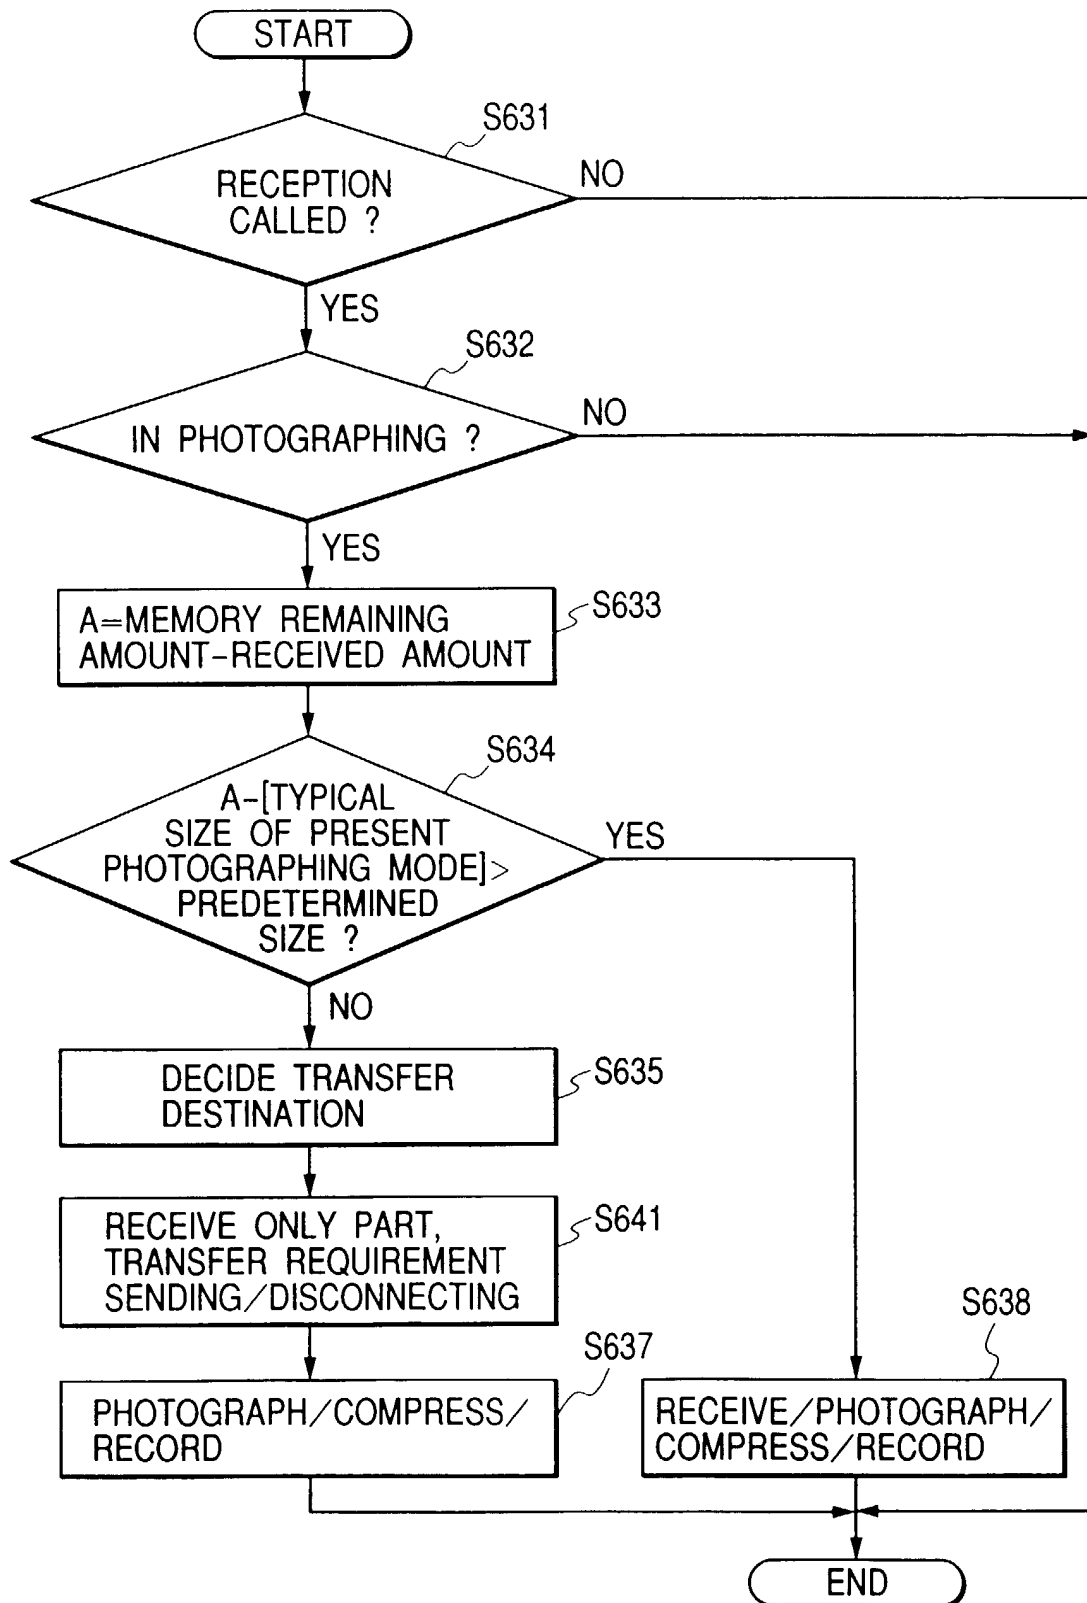 START
S631
RECEPTION
CALLED ?
NO
YES
S632
IN PHOTOGRAPHING ?
NO
YES
S633
A=MEMORY REMAINING
AMOUNT-RECEIVED AMOUNT
S634
A-[TYPICAL
SIZE OF PRESENT
PHOTOGRAPHING MODE]>
PREDETERMINED
SIZE ?
YES
NO
S635
DECIDE TRANSFER
DESTINATION
S641
RECEIVE ONLY PART,
TRANSFER REQUIREMENT
SENDING/DISCONNECTING
S637
PHOTOGRAPH/COMPRESS/
RECORD
S638
RECEIVE/PHOTOGRAPH/
COMPRESS/RECORD
END